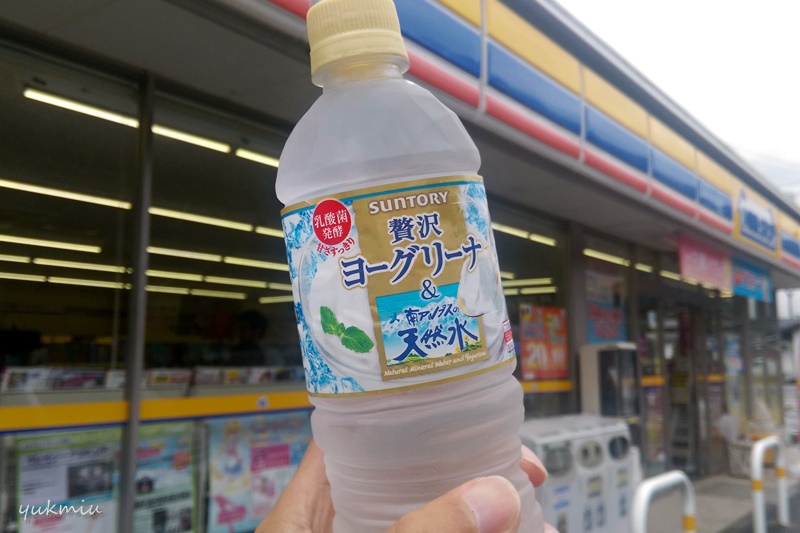 SUNTORY
乳酸菌
発酵
甘さすっきり
贅沢
ヨーグリーナ
&
南アルプスの
天然水
Natural Mineral Water and Yogurina
yukmiu